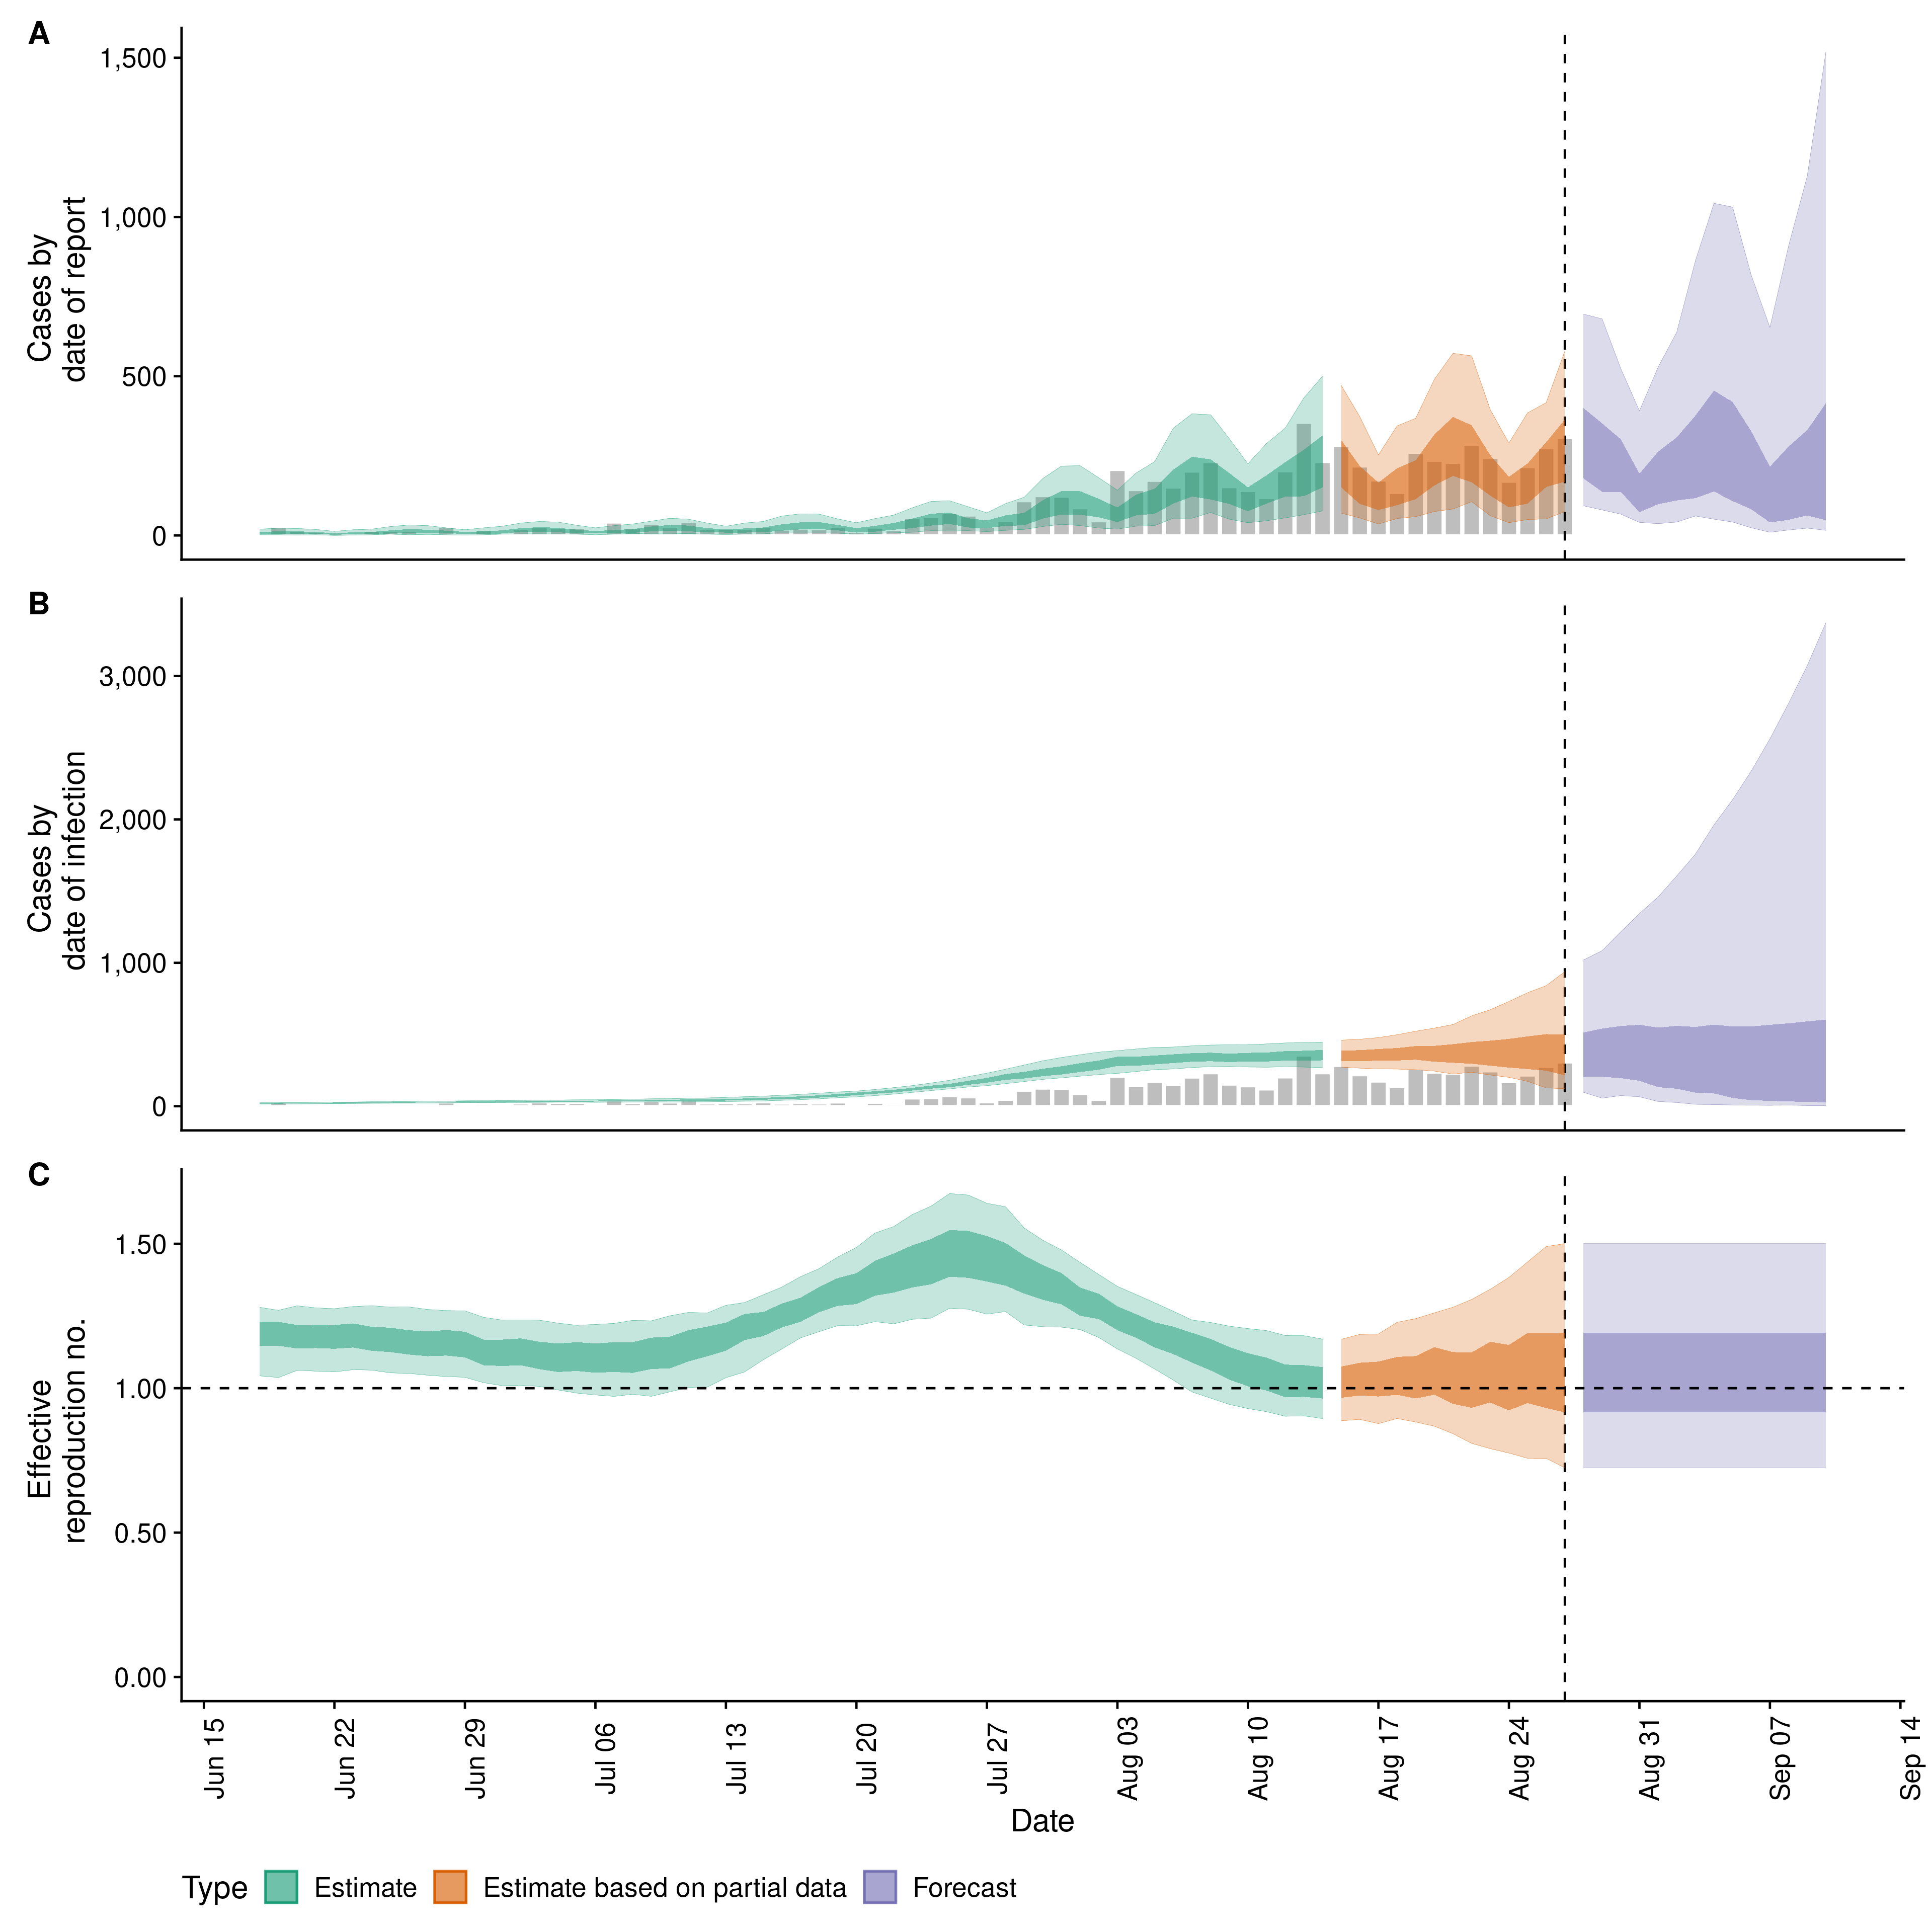 A
1,500
1,000
500
0
Cases by
date of report
B
3,000
2,000
1,000
0
Cases by
date of infection
C
1.50
1.00
0.50
0.00
Effective
reproduction no.
Jun 15
Jun 22
Jun 29
Jul 06
Jul 13
Jul 20
Jul 27
Aug 03
Aug 10
Aug 17
Aug 24
Aug 31
Sep 07
Sep 14
Date
Type Estimate Estimate based on partial data Forecast